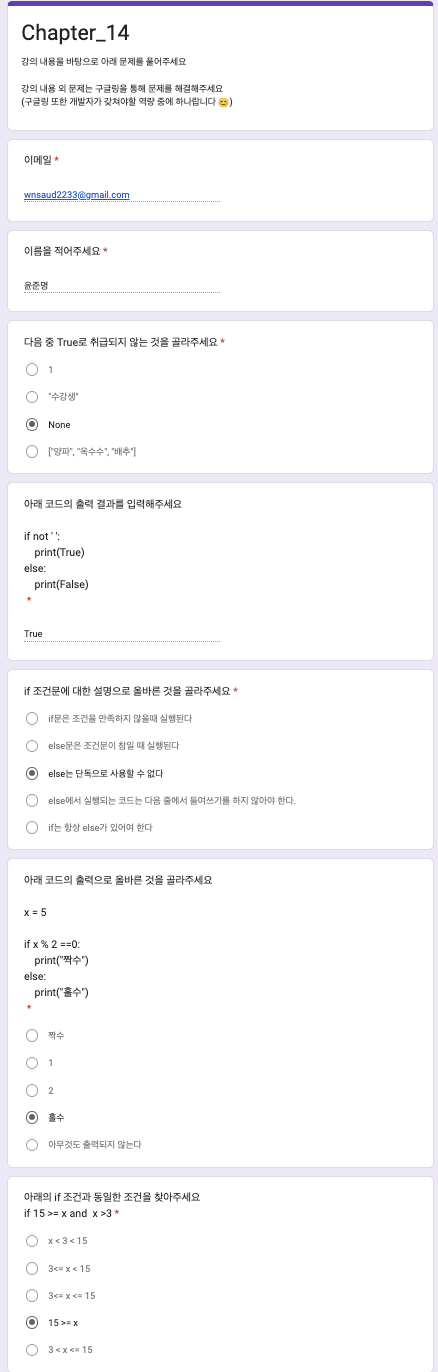 Chapter_14
강의 내용을 바탕으로 아래 문제를 풀어주세요
강의 내용 외 문제는 구글링을 통해 문제를 해결해주세요
(구글링 또한 개발자가 갖쳐야할 역량 중에 하나랍니다 😊)
이메일 *
wnsaud2233@gmail.com
이름을 적어주세요 *
윤준명
다음 중 True로 취급되지 않는 것을 골라주세요 *
1
"수강생"
None
["양파", "옥수수", "배추"]
아래 코드의 출력 결과를 입력해주세요
if not ' ':
print(True)
else:
print(False)
*
True
if 조건문에 대한 설명으로 올바른 것을 골라주세요 *
if문은 조건을 만족하지 않을때 실행된다
else문은 조건문이 참일 때 실행된다
else는 단독으로 사용할 수 없다
else에서 실행되는 코드는 다음 줄에서 들여쓰기를 하지 않아야 한다.
if는 항상 else가 있어야 한다
아래 코드의 출력으로 올바른 것을 골라주세요
x = 5
if x % 2 ==0:
print("짝수")
else:
print("홀수")
*
짝수
1
2
홀수
아무것도 출력되지 않는다
아래의 if 조건과 동일한 조건을 찾아주세요
if 15 >= x and  x >3 *
x < 3 < 15
3<= x < 15
3<= x <= 15
15 >= x
3 < x <= 15